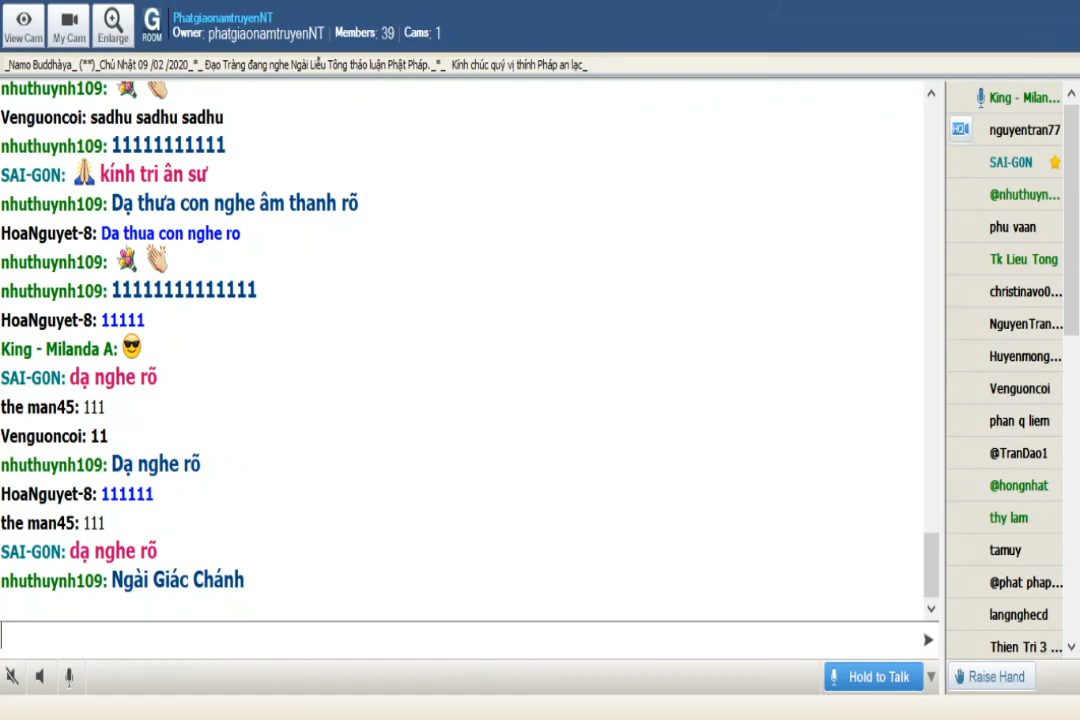 View Cam
My Cam
Enlarge
G
ROOM
PhatgiaonamtruyenNT
Owner: phatgiaonamtruyenNT Members: 39 Cams: 1
_Namo Buddhàya_ (**)_Chủ Nhật 09 /02 /2020_*_ Đạo Tràng đang nghe Ngài Liễu Tông thảo luận Phật Pháp._*_ Kính chúc quý vị thính Pháp an lạc_
nhuthuynh109:
Venguoncoi: sadhu sadhu sadhu
nhuthuynh109: 11111111111
SAI-G0N: kính tri ân sư
nhuthuynh109: Dạ thưa con nghe âm thanh rõ
HoaNguyet-8: Da thua con nghe ro
nhuthuynh109:
nhuthuynh109: 11111111111111
HoaNguyet-8: 11111
King - Milanda A:
SAI-G0N: dạ nghe rõ
the man45: 111
Venguoncoi: 11
nhuthuynh109: Dạ nghe rõ
HoaNguyet-8: 111111
the man45: 111
SAI-G0N: dạ nghe rõ
nhuthuynh109: Ngài Giác Chánh
King - Milan...
HD
nguyentran77
SAI-G0N
@nhuthuyn...
phu vaan
Tk Lieu Tong
christinavo0...
NguyenTran...
Huyenmong...
Venguoncoi
phan q liem
@TranDao1
@hongnhat
thy lam
tamuy
@phat phap...
langnghecd
Thien Tri 3 ...
Hold to Talk
Raise Hand